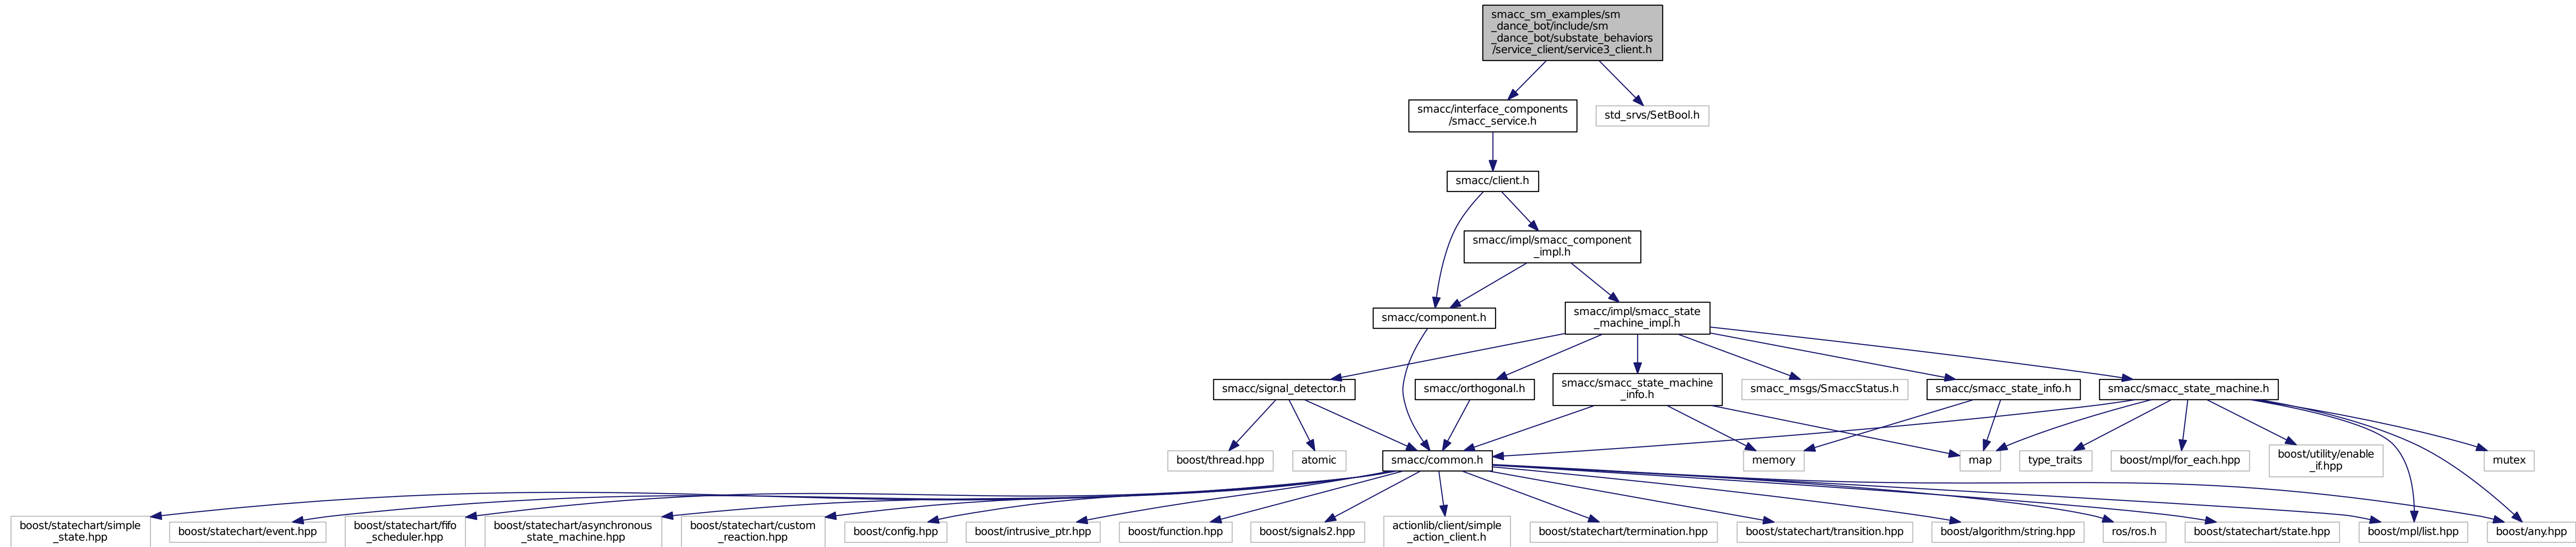 smacc_sm_examples/sm
_dance_bot/include/sm
_dance_bot/substate_behaviors
/service_client/service3_client.h
smacc/interface_components
/smacc_service.h
std_srvs/SetBool.h
smacc/client.h
smacc/impl/smacc_component
_impl.h
smacc/component.h
smacc/impl/smacc_state
_machine_impl.h
smacc/signal_detector.h
smacc/orthogonal.h
smacc/smacc_state_machine
_info.h
smacc_msgs/SmaccStatus.h
smacc/smacc_state_info.h
smacc/smacc_state_machine.h
boost/thread.hpp
atomic
smacc/common.h
memory
map
type_traits
boost/mpl/for_each.hpp
boost/utility/enable
_if.hpp
mutex
boost/statechart/simple
_state.hpp
boost/statechart/event.hpp
boost/statechart/fifo
_scheduler.hpp
boost/statechart/asynchronous
_state_machine.hpp
boost/statechart/custom
_reaction.hpp
boost/config.hpp
boost/intrusive_ptr.hpp
boost/function.hpp
boost/signals2.hpp
actionlib/client/simple
_action_client.h
boost/statechart/termination.hpp
boost/statechart/transition.hpp
boost/algorithm/string.hpp
ros/ros.h
boost/statechart/state.hpp
boost/mpl/list.hpp
boost/any.hpp